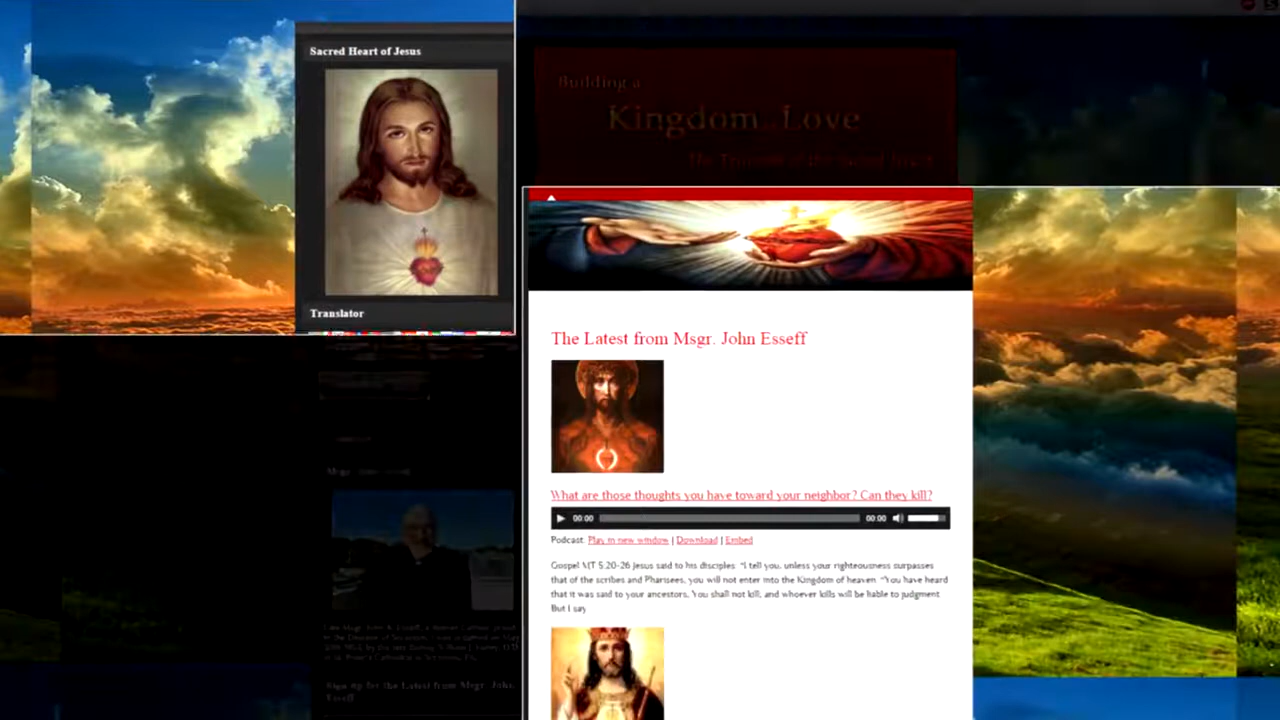 Sacred Heart of Jesus
Translator
Building a
Kingdom of Love
The Triumph of the Sacred Heart
The Latest from Msgr. John Esseff
What are those thoughts you have toward your neighbor? Can they kill?
00:00 00:00
Podcast: Play in new window | Download | Embed
Gospel MT 5:20-26 Jesus said to his disciples: "I tell you, unless your righteousness surpasses
that of the scribes and Pharisees, you will not enter into the Kingdom of heaven. "You have heard
that it was said to your ancestors, You shall not kill; and whoever kills will be liable to judgment.
But I say
Sign up for the Latest from Msgr. John
Esseff